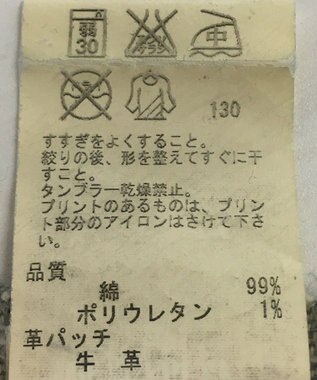 弱
30
中
130
すすぎをよくすること。
絞りの後、形を整えてすぐに干
すこと。
タンブラー乾燥禁止。
プリントのあるものは、プリン
ト部分のアイロンはさけて下さ
い。
品質
綿 99%
ポリウレタン 1%
革パッチ
牛 革